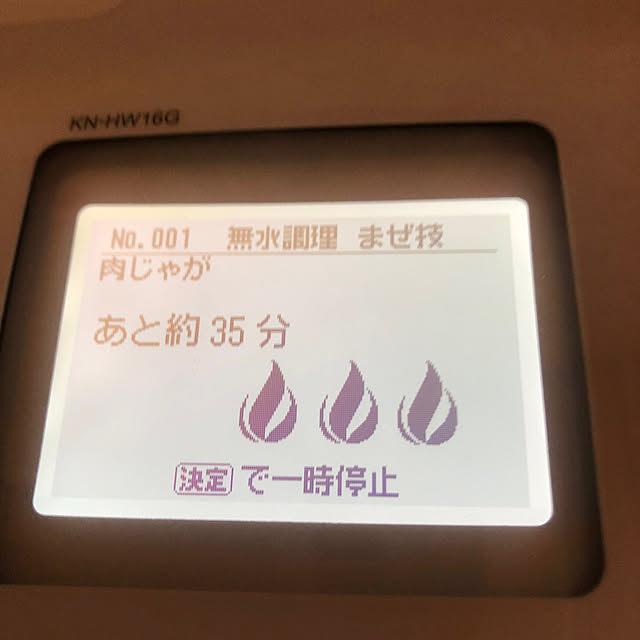 KN-HW16G
No.001 無水調理 まぜ技
肉じゃが
あと約 35 分
決定 で一時停止